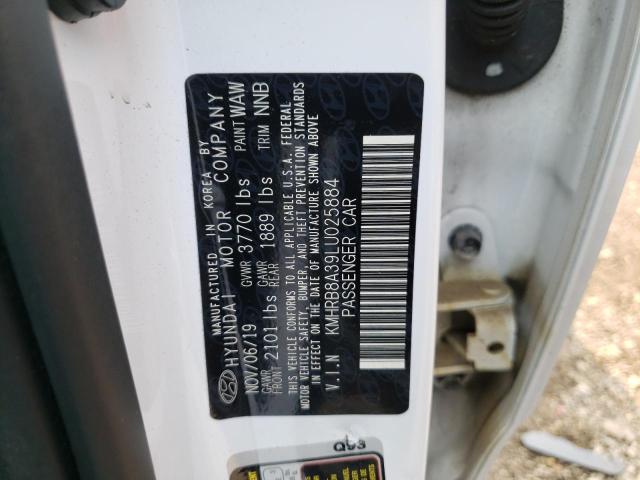 MANUFACTURED IN KOREA BY
HYUNDAI MOTOR COMPANY
NOV/06/19 GVWR 3770 lbs PAINT WAW
GAWR FRONT 2101 lbs GAWR REAR 1889 lbs TRIM NNB
THIS VEHICLE CONFORMS TO ALL APPLICABLE U.S.A. FEDERAL
MOTOR VEHICLE SAFETY, BUMPER, AND THEFT PREVENTION STANDARDS
IN EFFECT ON THE DATE OF MANUFACTURE SHOWN ABOVE
V.I.N KMHRB8A39LU025884
PASSENGER CAR
Q93